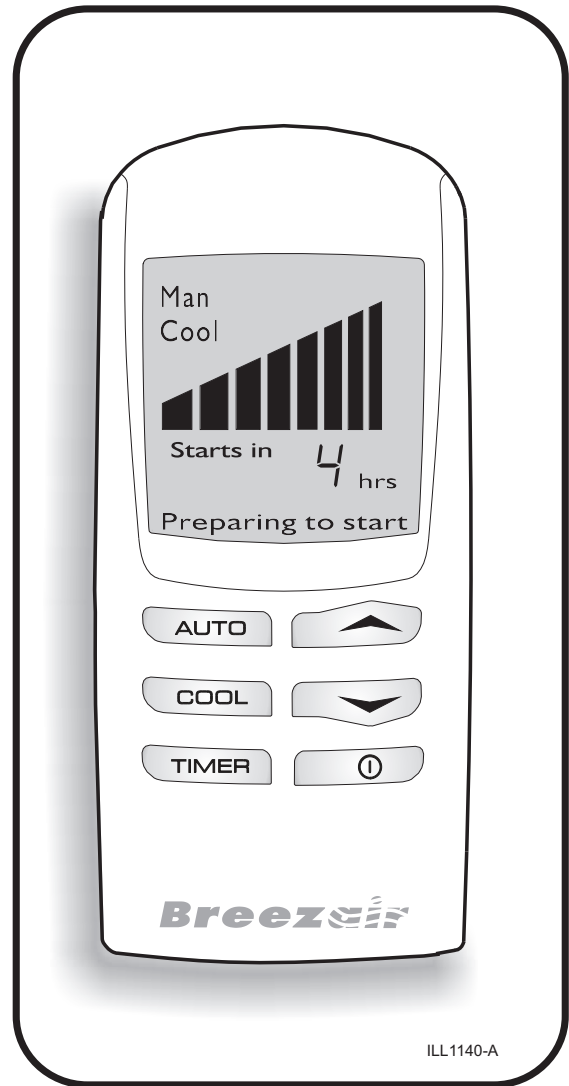 Man
Cool
Starts in 4 hrs
Preparing to start
AUTO
COOL
TIMER
Breezair
ILL1140-A